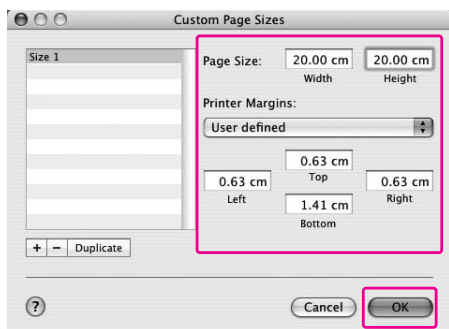 Custom Page Sizes
Size 1
Page Size: 20.00 cm 20.00 cm
Width Height
Printer Margins:
User defined
0.63 cm
Top
0.63 cm 0.63 cm
Left Right
1.41 cm
Bottom
+ − Duplicate
? Cancel OK